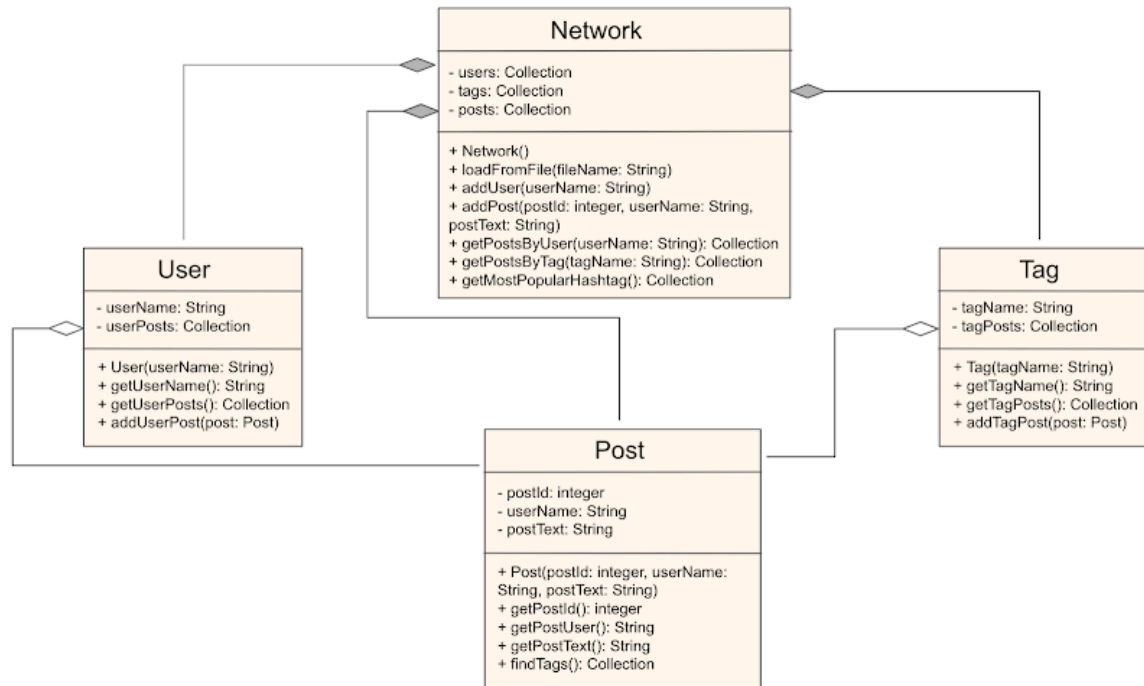 Network
- users: Collection
- tags: Collection
- posts: Collection
+ Network()
+ loadFromFile(fileName: String)
+ addUser(userName: String)
+ addPost(postId: integer, userName: String,
postText: String)
+ getPostsByUser(userName: String): Collection
+ getPostsByTag(tagName: String): Collection
+ getMostPopularHashtag(): Collection
User
- userName: String
- userPosts: Collection
+ User(userName: String)
+ getUserName(): String
+ getUserPosts(): Collection
+ addUserPost(post: Post)
Tag
- tagName: String
- tagPosts: Collection
+ Tag(tagName: String)
+ getTagName(): String
+ getTagPosts(): Collection
+ addTagPost(post: Post)
Post
- postId: integer
- userName: String
- postText: String
+ Post(postId: integer, userName:
String, postText: String)
+ getPostId(): integer
+ getPostUser(): String
+ getPostText(): String
+ findTags(): Collection